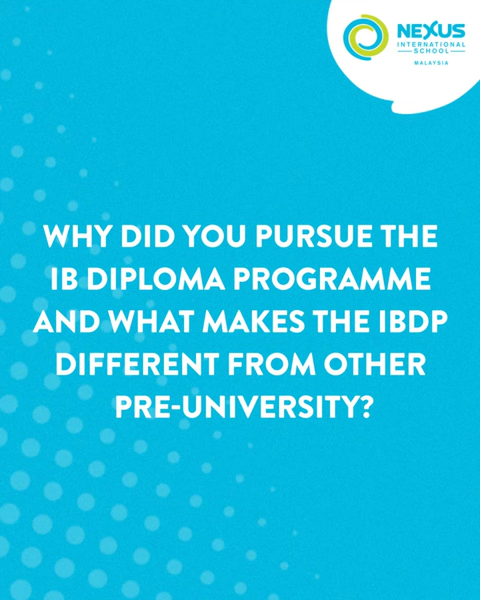 NEXUS
INTERNATIONAL
SCHOOL
MALAYSIA
WHY DID YOU PURSUE THE
IB DIPLOMA PROGRAMME
AND WHAT MAKES THE IBDP
DIFFERENT FROM OTHER
PRE-UNIVERSITY?